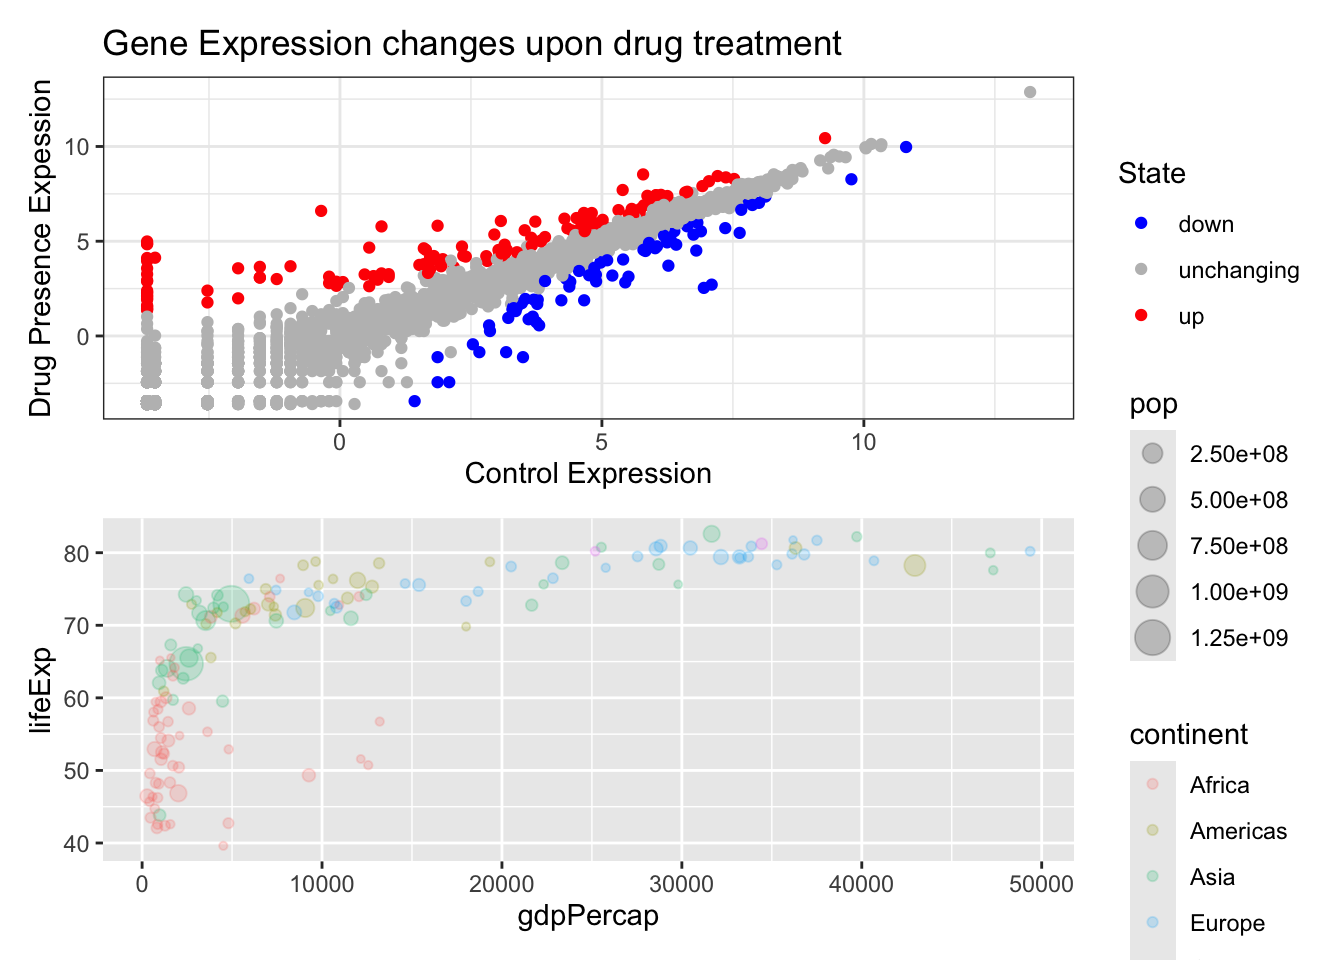 Gene Expression changes upon drug treatment
Drug Presence Expession
10
5
0
0
5
10
Control Expression
State
down
unchanging
up
pop
2.50e+08
5.00e+08
7.50e+08
1.00e+09
1.25e+09
lifeExp
80
70
60
50
40
0
10000
20000
30000
40000
50000
gdpPercap
continent
Africa
Americas
Asia
Europe